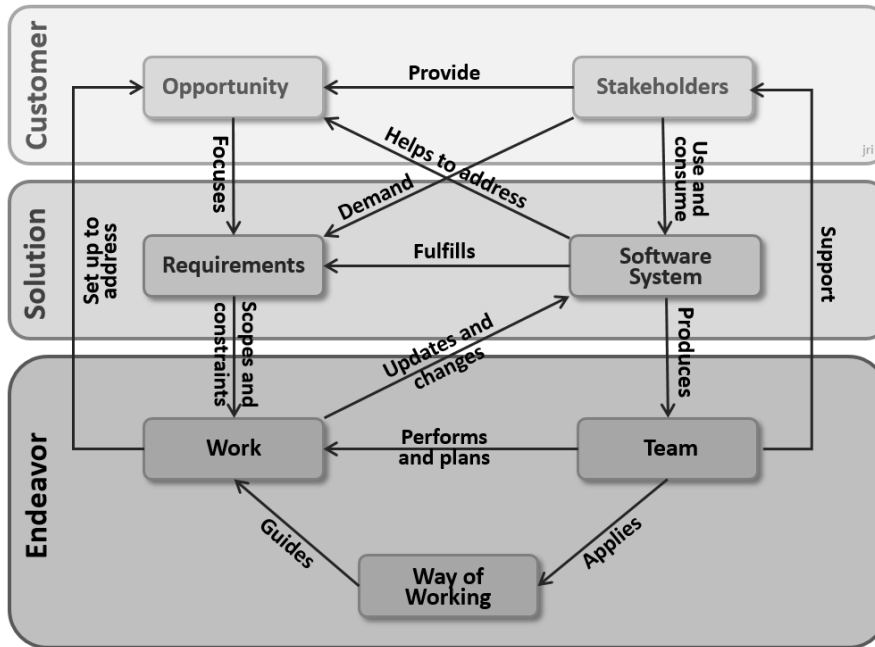 Customer
Opportunity
Provide
Stakeholders
jri
Focuses
Helps to address
Demand
Use and
consume
Solution
Set up to
address
Requirements
Fulfills
Software
System
Support
Scopes and
constraints
Updates and
changes
Produces
Endeavor
Work
Performs
and plans
Team
Guides
Applies
Way of
Working